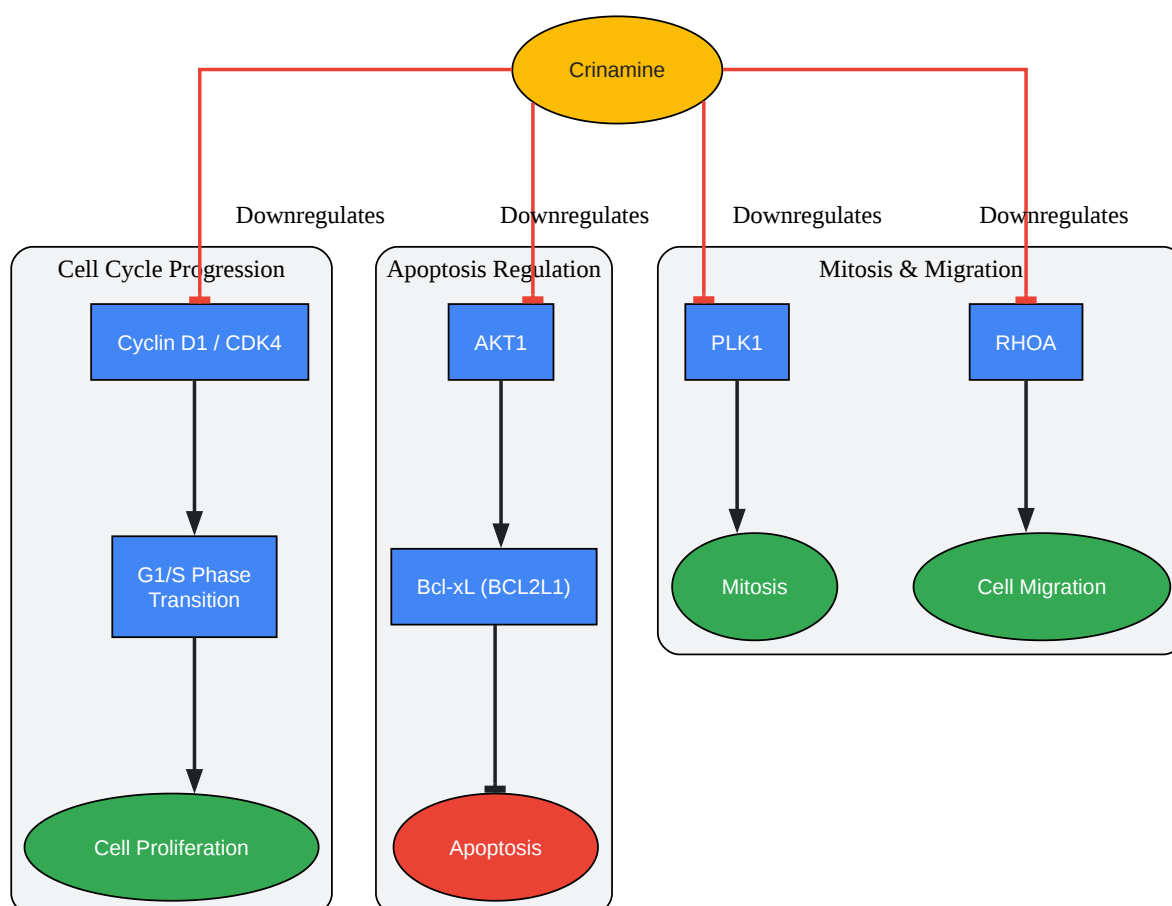 Crinamine
Downregulates
Downregulates
Downregulates
Downregulates
Cell Cycle Progression
Apoptosis Regulation
Mitosis & Migration
Cyclin D1 / CDK4
AKT1
PLK1
RHOA
G1/S Phase
Transition
Bcl-xL (BCL2L1)
Mitosis
Cell Migration
Cell Proliferation
Apoptosis